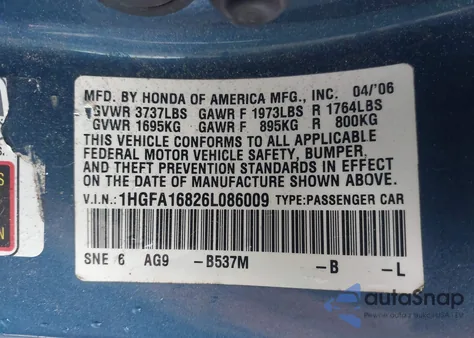 MFD. BY HONDA OF AMERICA MFG., INC. 04/'06
GVWR 3737LBS GAWR F 1973LBS R 1764LBS
GVWR 1695KG GAWR F 895KG R 800KG
THIS VEHICLE CONFORMS TO ALL APPLICABLE
FEDERAL MOTOR VEHICLE SAFETY, BUMPER,
AND THEFT PREVENTION STANDARDS IN EFFECT
ON THE DATE OF MANUFACTURE SHOWN ABOVE.
V.I.N.: 1HGFA16826L086009 TYPE:PASSENGER CAR
SNE 6 AG9 -B537M -B -L
autoSnap